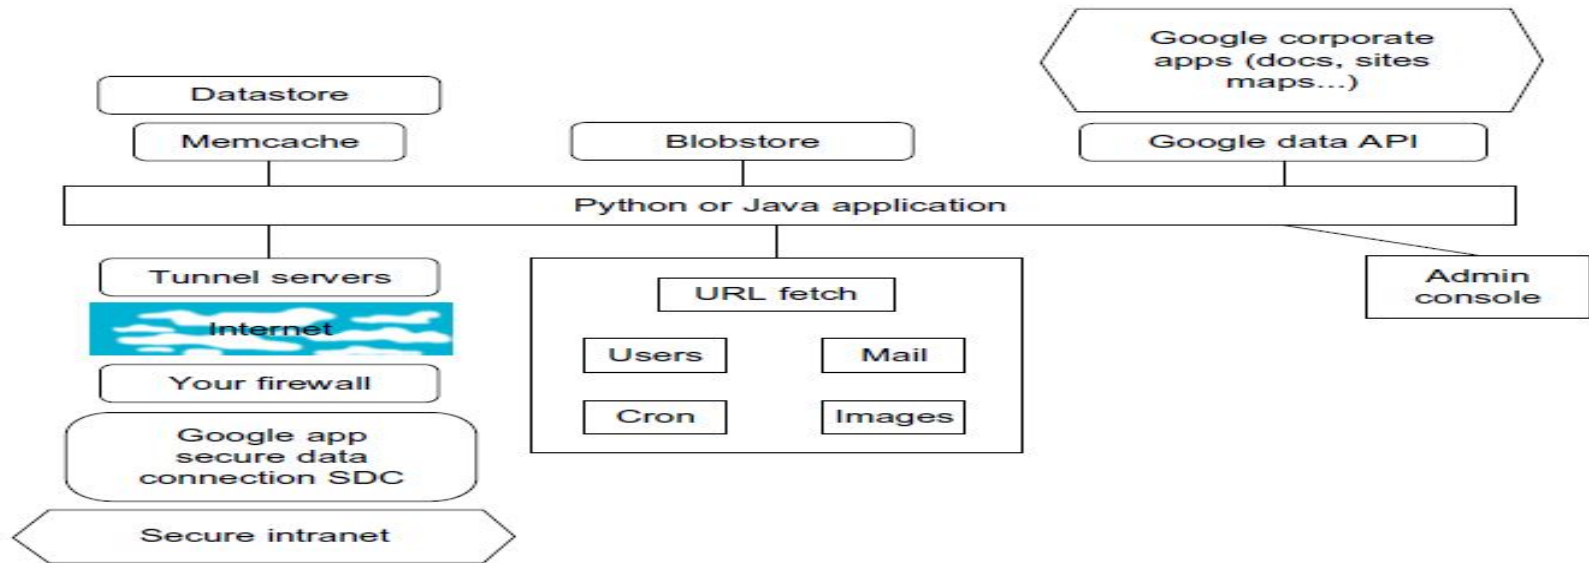 Google corporate
apps (docs, sites
maps...)
Datastore
Memcache
Blobstore
Google data API
Python or Java application
Tunnel servers
Internet
Your firewall
Google app
secure data
connection SDC
Secure intranet
URL fetch
Users
Mail
Cron
Images
Admin
console